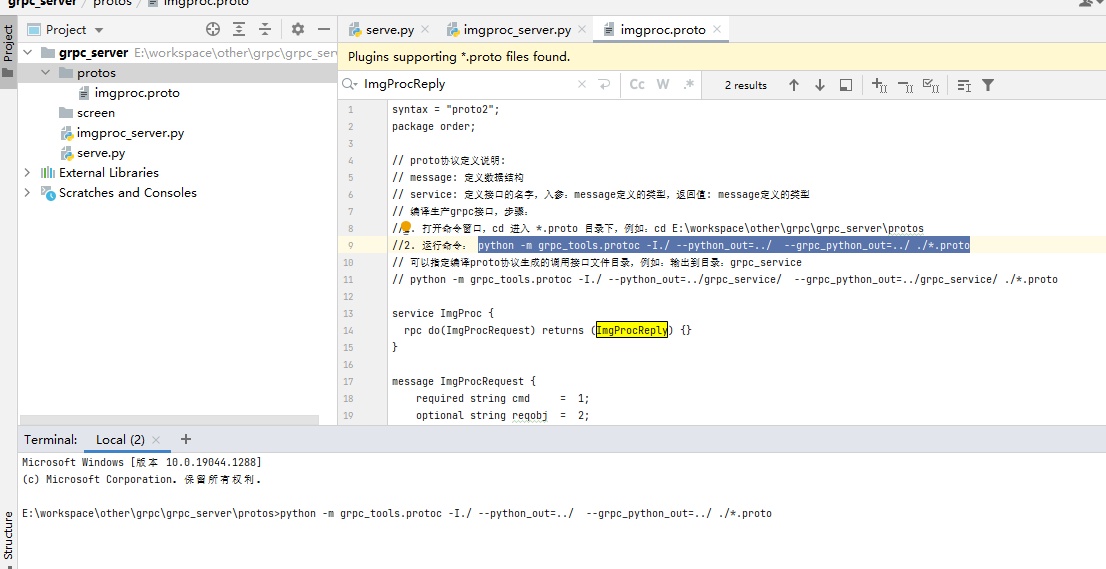 grpc_server protos imgproc.proto
Project
Project
serve.py
imgproc_server.py
imgproc.proto
grpc_server E:\workspace\other\grpc\grpc_serv
protos
imgproc.proto
screen
imgproc_server.py
serve.py
External Libraries
Scratches and Consoles
Plugins supporting *.proto files found.
ImgProcReply
Cc W .* 2 results
1 syntax = "proto2";
2 package order;
3
4 // proto协议定义说明:
5 // message: 定义数据结构
6 // service: 定义接口的名字，入参：message定义的类型，返回值: message定义的类型
7 // 编译生产grpc接口，步骤:
8 //1. 打开命令窗口，cd 进入 *.proto 目录下，例如：cd E:\workspace\other\grpc\grpc_server\protos
9 //2. 运行命令： python -m grpc_tools.protoc -I./ --python_out=../  --grpc_python_out=../ ./*.proto
10 // 可以指定编译proto协议生成的调用接口文件目录，例如：输出到目录：grpc_service
11 // python -m grpc_tools.protoc -I./ --python_out=../grpc_service/  --grpc_python_out=../grpc_service/ ./*.proto
12
13 service ImgProc {
14   rpc do(ImgProcRequest) returns (ImgProcReply) {}
15 }
16
17 message ImgProcRequest {
18     required string cmd     =  1;
19     optional string reqobj  =  2;
Terminal: Local (2) × +
Microsoft Windows [版本 10.0.19044.1288]
(c) Microsoft Corporation. 保留所有权利.
E:\workspace\other\grpc\grpc_server\protos>python -m grpc_tools.protoc -I./ --python_out=../  --grpc_python_out=../ ./*.proto
Structure